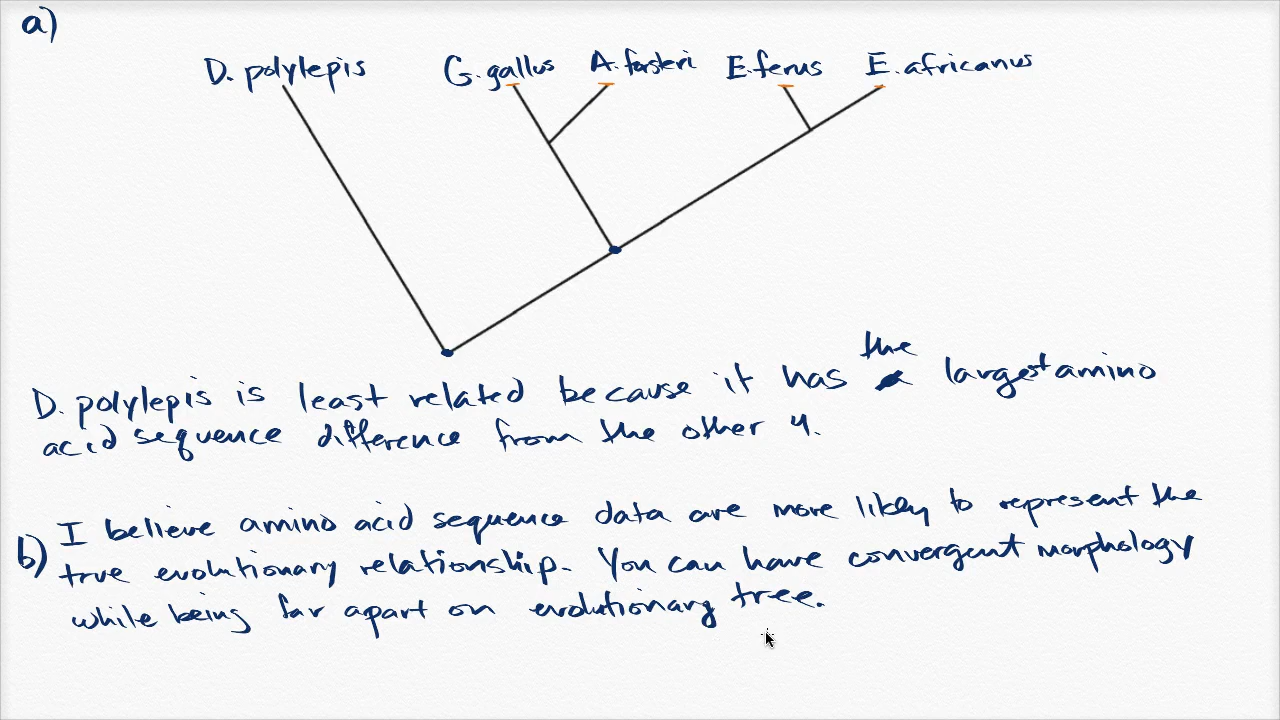 a)
D. polylepis G. gallus A. forsteri E. ferus E. africanus
the
D. polylepis is least related because it has largest amino
acid sequence difference from the other 4.
I believe amino acid sequence data are more likely to represent the
b) true evolutionary relationship. You can have convergent morphology
while being far apart on evolutionary tree.